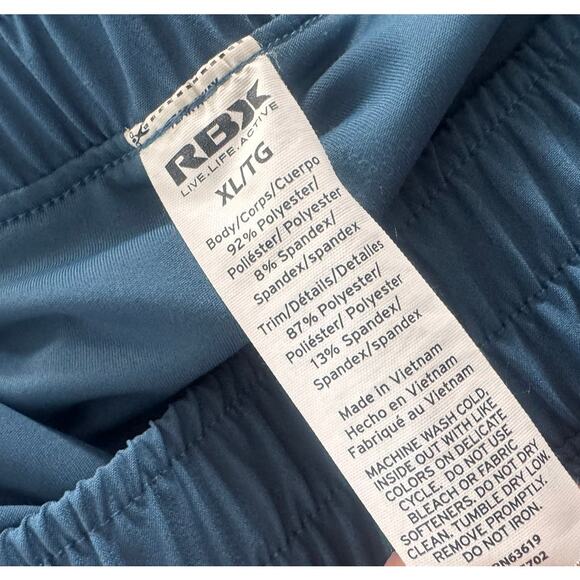 RBX
LIVE.LIFE.ACTIVE
XL/TG
Body/Corps/Cuerpo
92% Polyester/
Poliéster/ Polyester
8% Spandex/
Spandex/spandex
Trim/Détails/Detalles
87% Polyester/
Poliéster/ Polyester
13% Spandex/
Spandex/spandex
Made in Vietnam
Hecho en Vietnam
Fabriqué au Vietnam
MACHINE WASH COLD,
INSIDE OUT WITH LIKE
COLORS ON DELICATE
CYCLE. DO NOT USE
BLEACH OR FABRIC
SOFTENERS. DO NOT DRY
CLEAN. TUMBLE DRY LOW.
REMOVE PROMPTLY.
DO NOT IRON.
RN63619